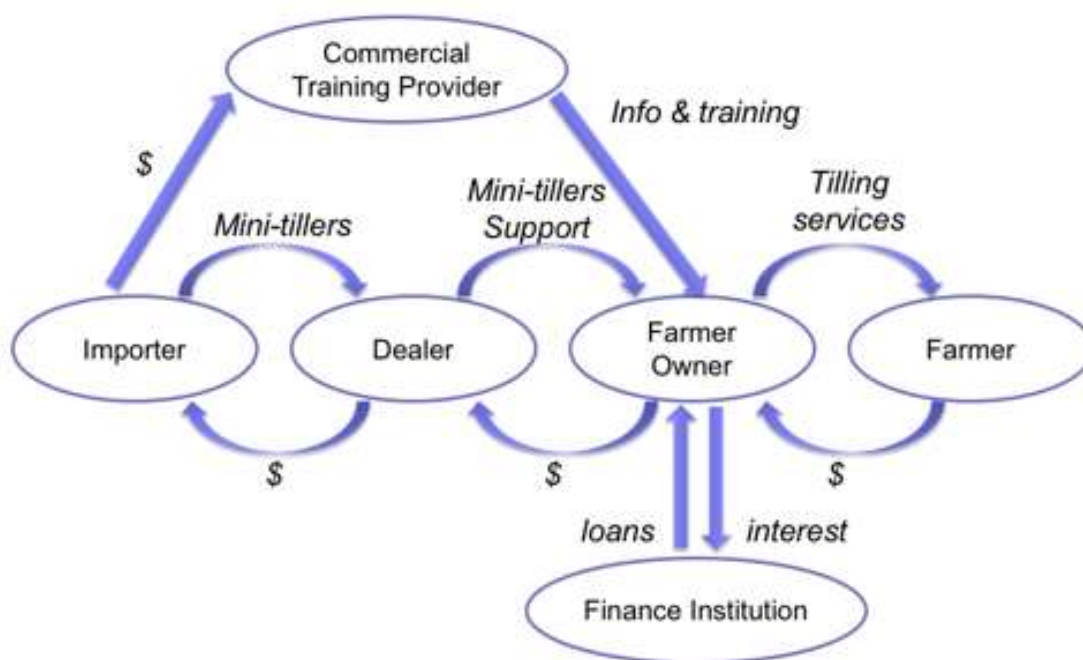 Commercial
Training Provider
Info & training
$
Mini-tillers
Mini-tillers
Support
Tilling
services
Importer
Dealer
Farmer
Owner
Farmer
$
$
$
loans
interest
Finance Institution